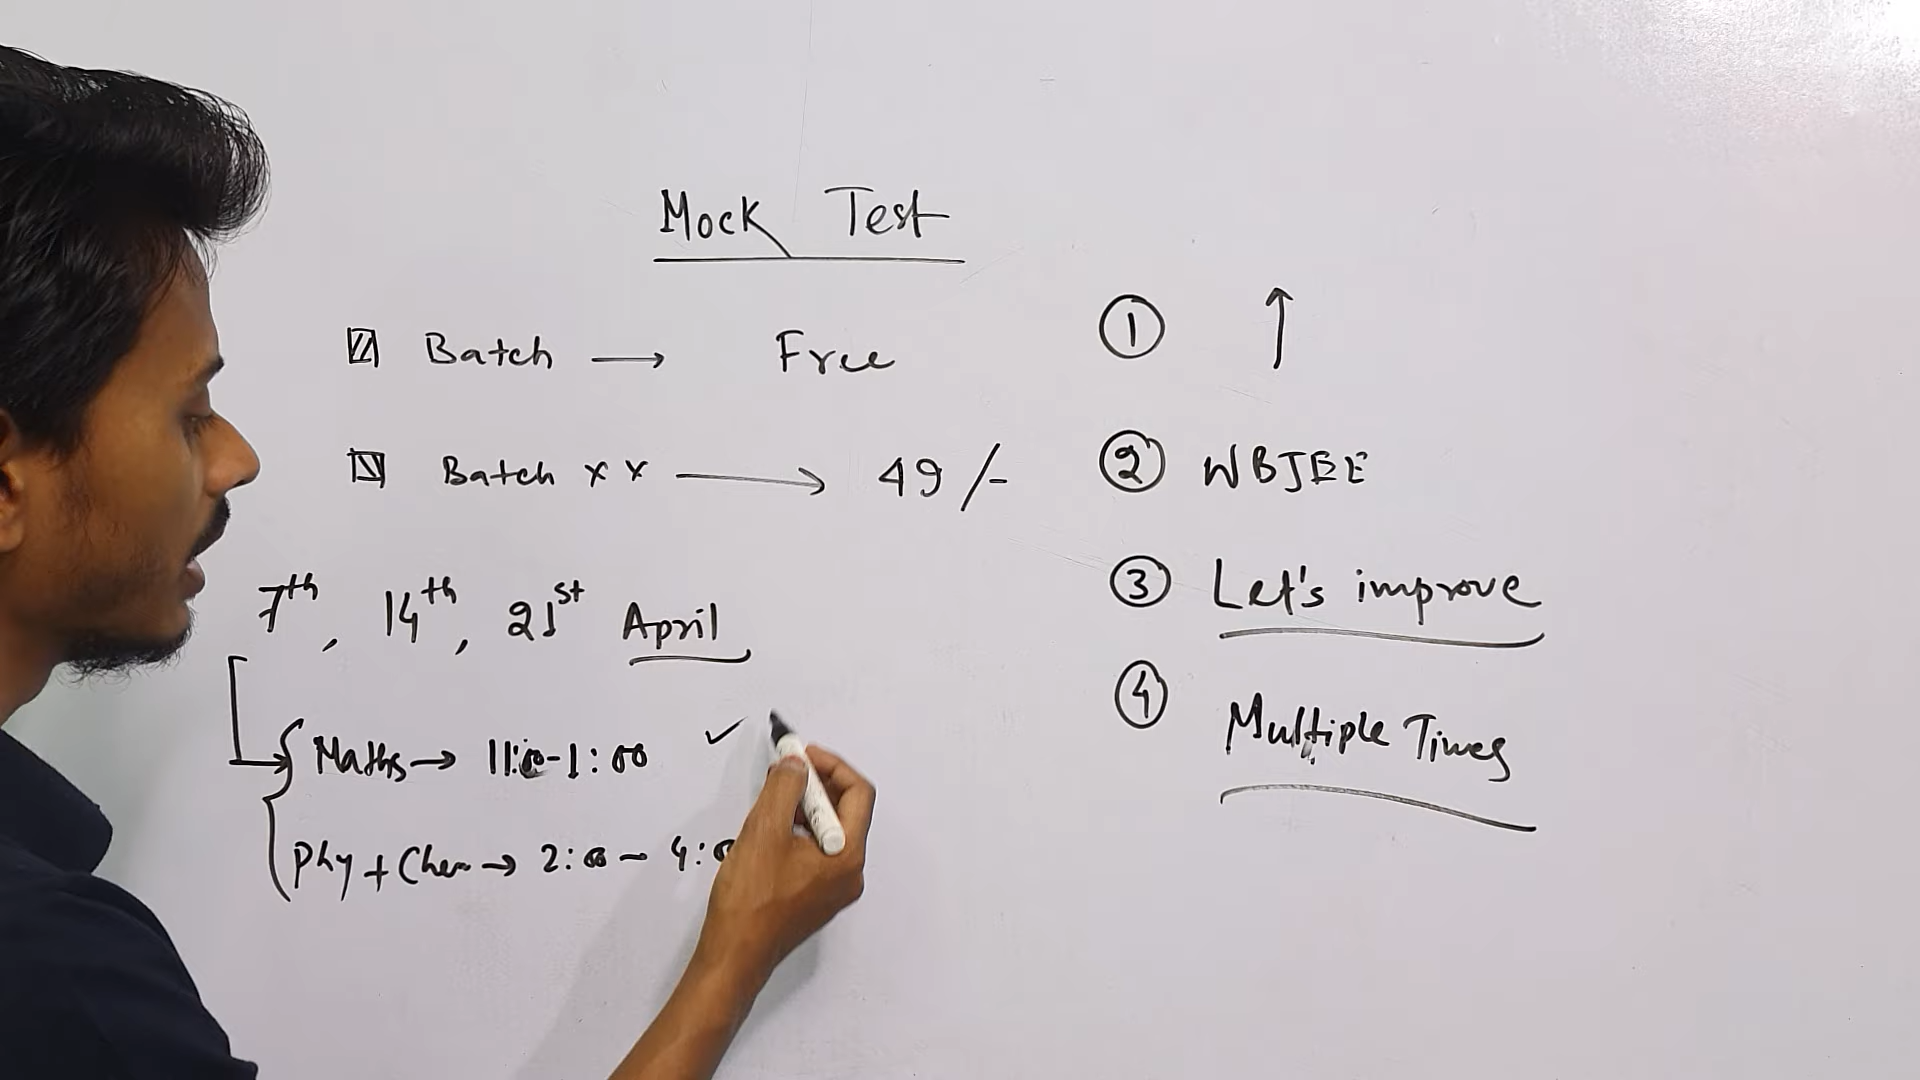 Mock Test
Batch → Free
Batch x x → 49/-
7th, 14th, 21st April
Maths → 11:00-1:00
Phy + Chem → 2:00 - 4:0
① ↑
② WBJEE
③ Let's improve
④ Multiple Times